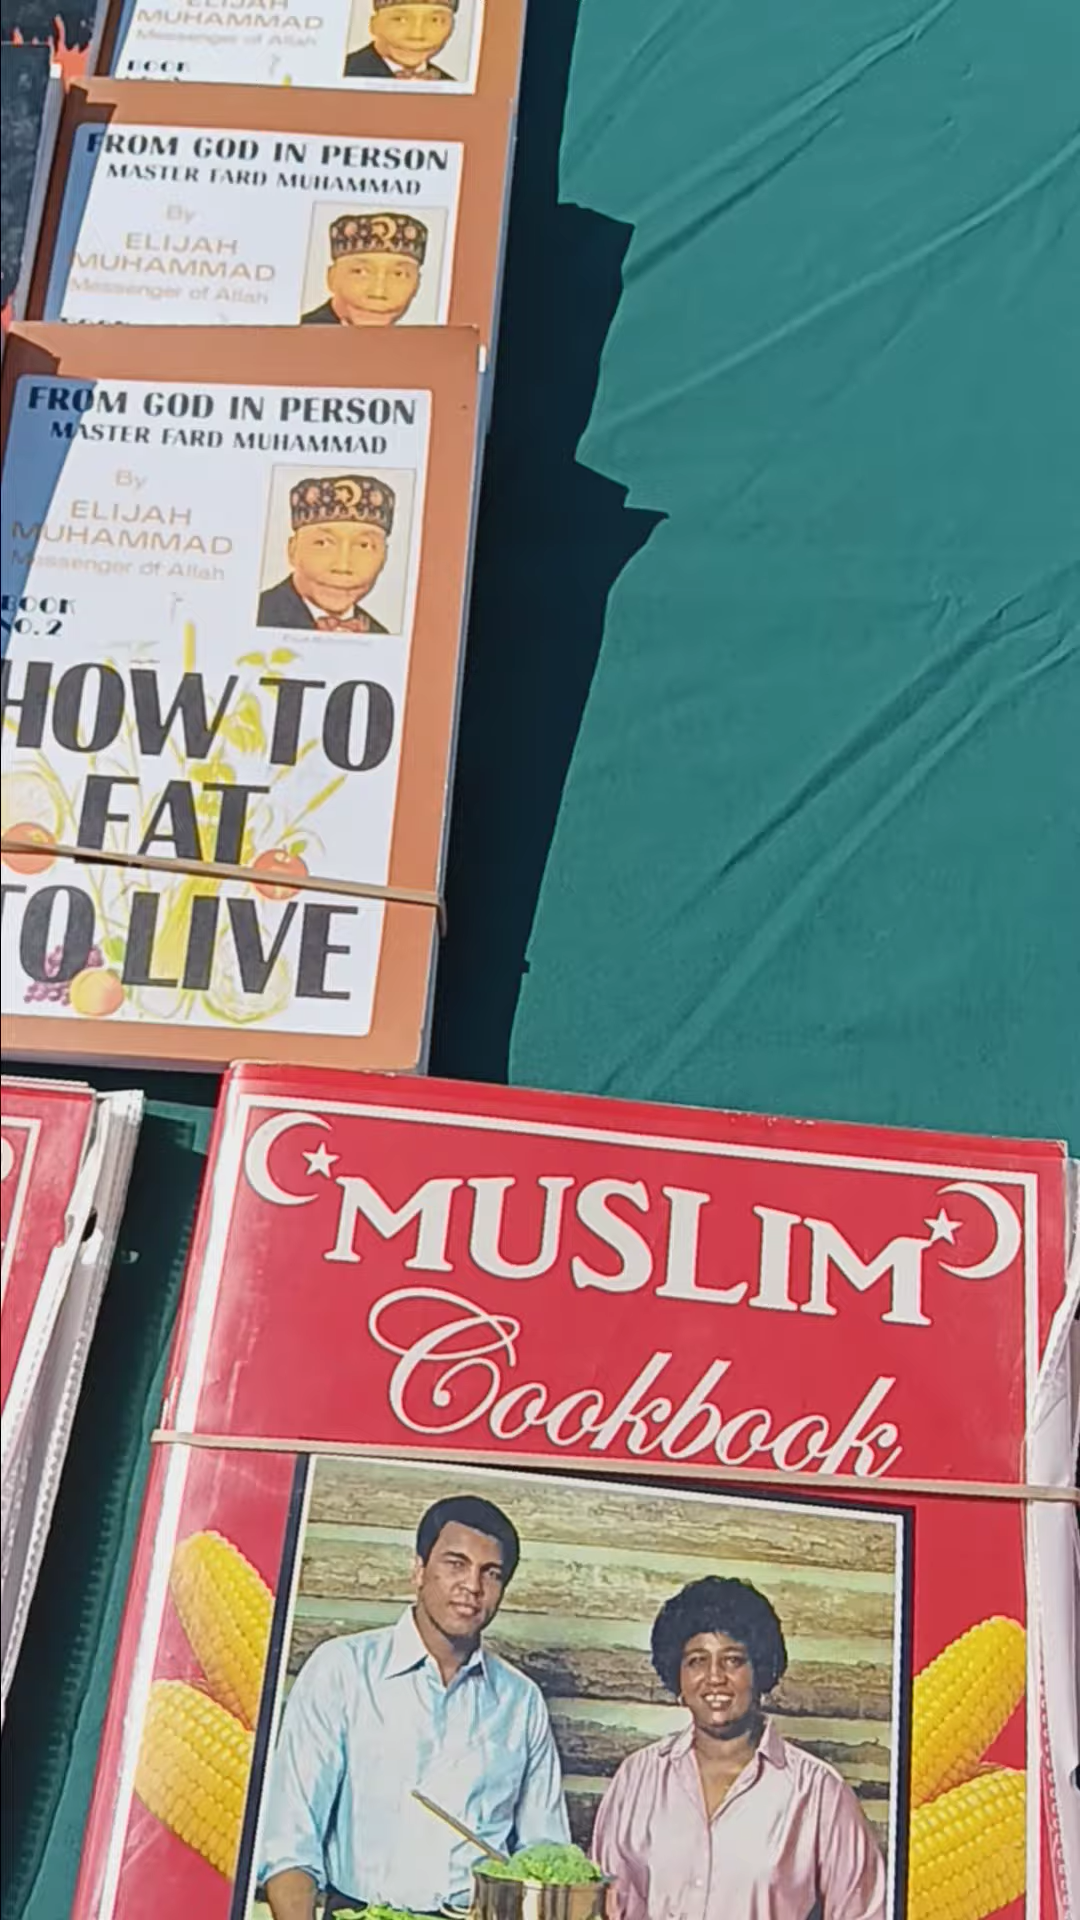 ELIJAH
MUHAMMAD
Messenger of Allah
BOOK
FROM GOD IN PERSON
MASTER FARD MUHAMMAD
By
ELIJAH
MUHAMMAD
Messenger of Allah
FROM GOD IN PERSON
MASTER FARD MUHAMMAD
By
ELIJAH
MUHAMMAD
Messenger of Allah
BOOK
NO.2
HOW TO
EAT
TO LIVE
MUSLIM
Cookbook